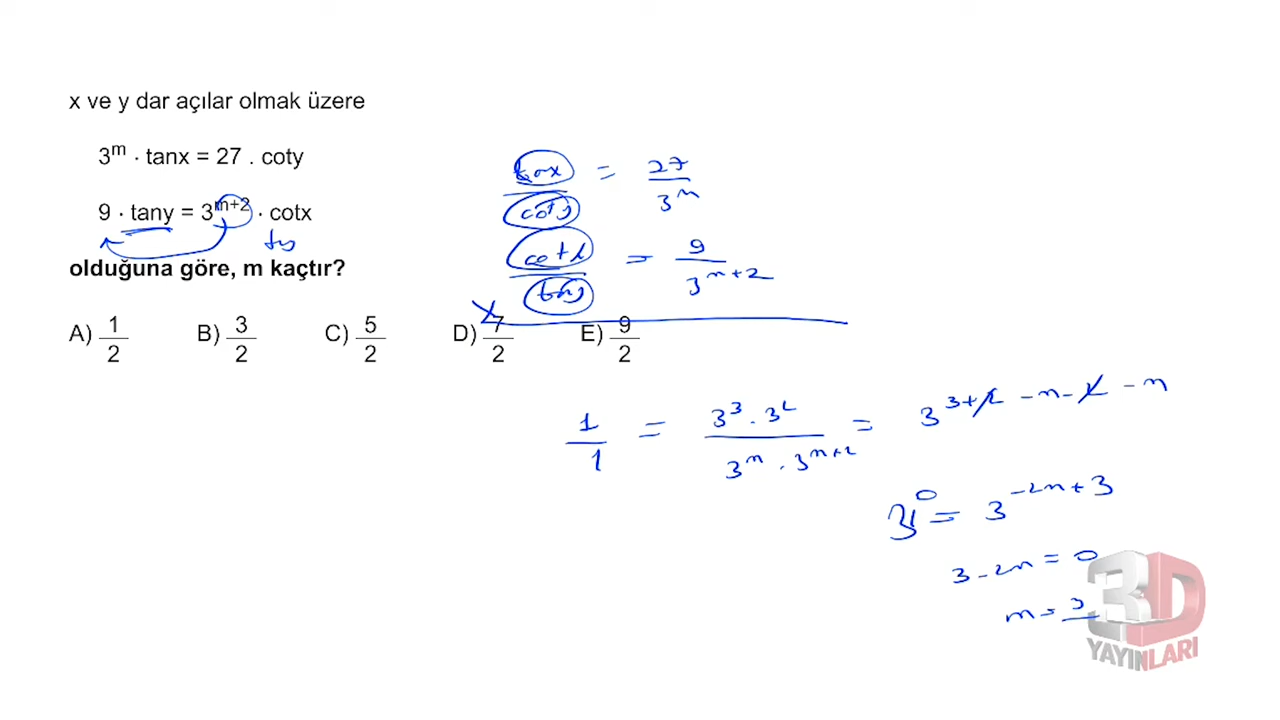 x ve y dar açılar olmak üzere
3^m · tanx = 27 . coty
9 · tany = 3^(m+2) · cotx
olduğuna göre, m kaçtır?
A) 1/2 B) 3/2 C) 5/2 D) 7/2 E) 9/2
tanx / coty = 27 / 3^m
cotx / tany = 9 / 3^(m+2)
x
1/1 = 3^3 . 3^2 / 3^m . 3^(m+2) = 3^(3+2-m-2-m)
3^0 = 3^(-2m+3)
3-2m = 0
m = 3
3D
YAYINLARI